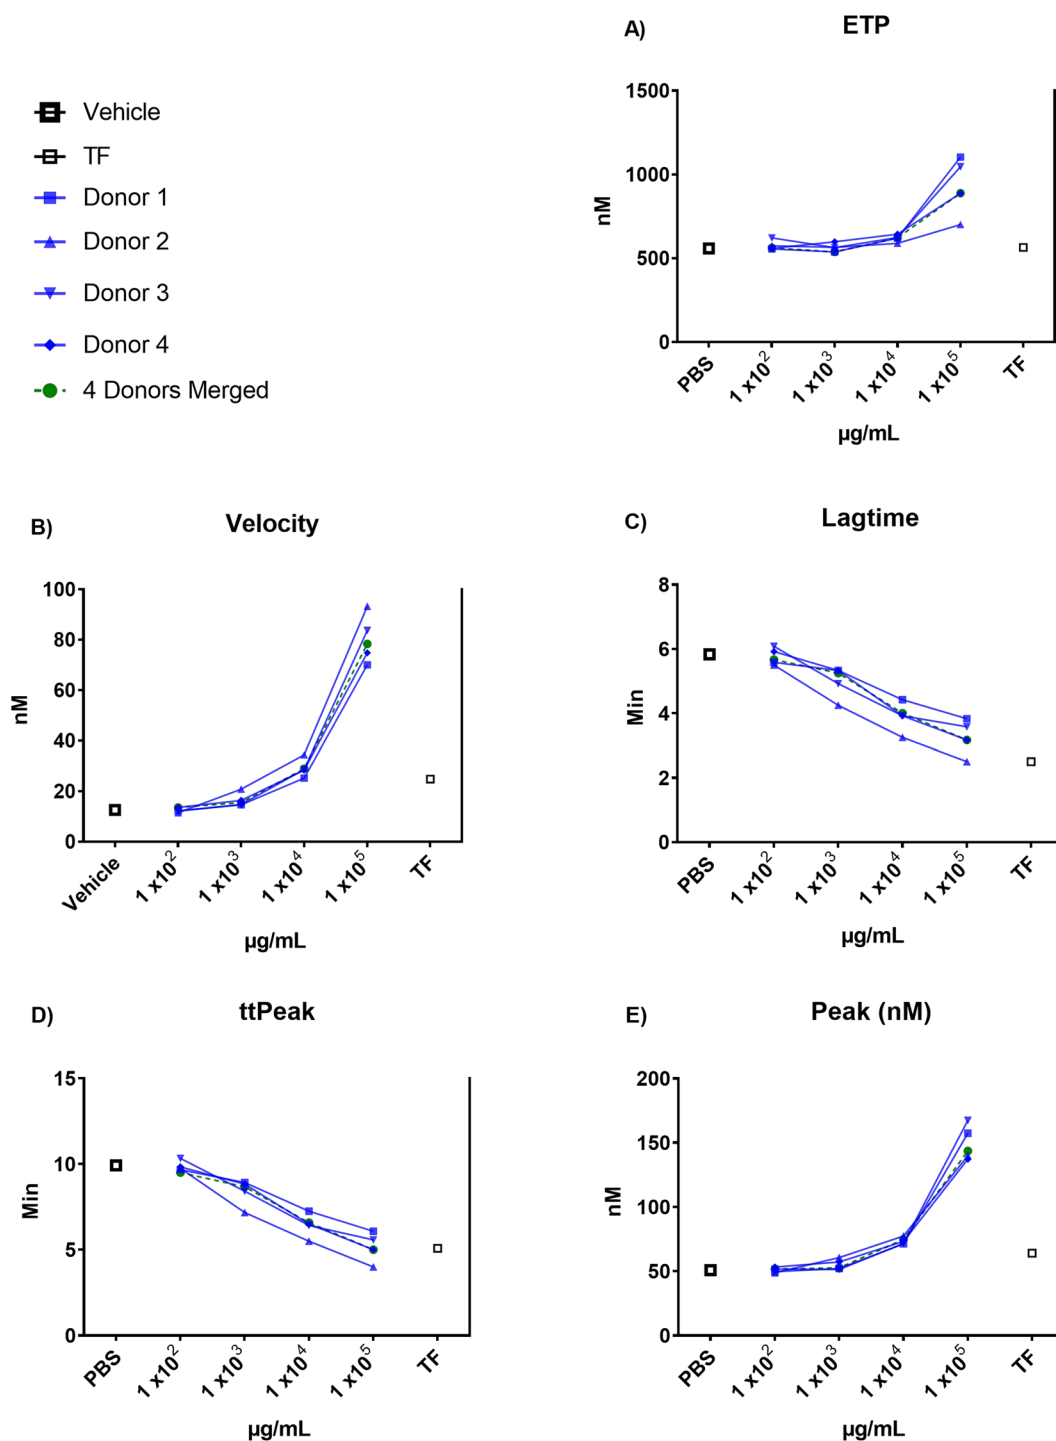 A)
ETP
Vehicle
TF
Donor 1
Donor 2
Donor 3
Donor 4
4 Donors Merged
nM
1500
1000
500
0
PBS
1 x10²
1 x10³
1 x10⁴
1 x10⁵
TF
µg/mL
B)
Velocity
nM
100
80
60
40
20
0
Vehicle
1 x10²
1 x10³
1 x10⁴
1 x10⁵
TF
µg/mL
C)
Lagtime
Min
8
6
4
2
0
PBS
1 x10²
1 x10³
1 x10⁴
1 x10⁵
TF
µg/mL
D)
ttPeak
Min
15
10
5
0
PBS
1 x10²
1 x10³
1 x10⁴
1 x10⁵
TF
µg/mL
E)
Peak (nM)
nM
200
150
100
50
0
PBS
1 x10²
1 x10³
1 x10⁴
1 x10⁵
TF
µg/mL